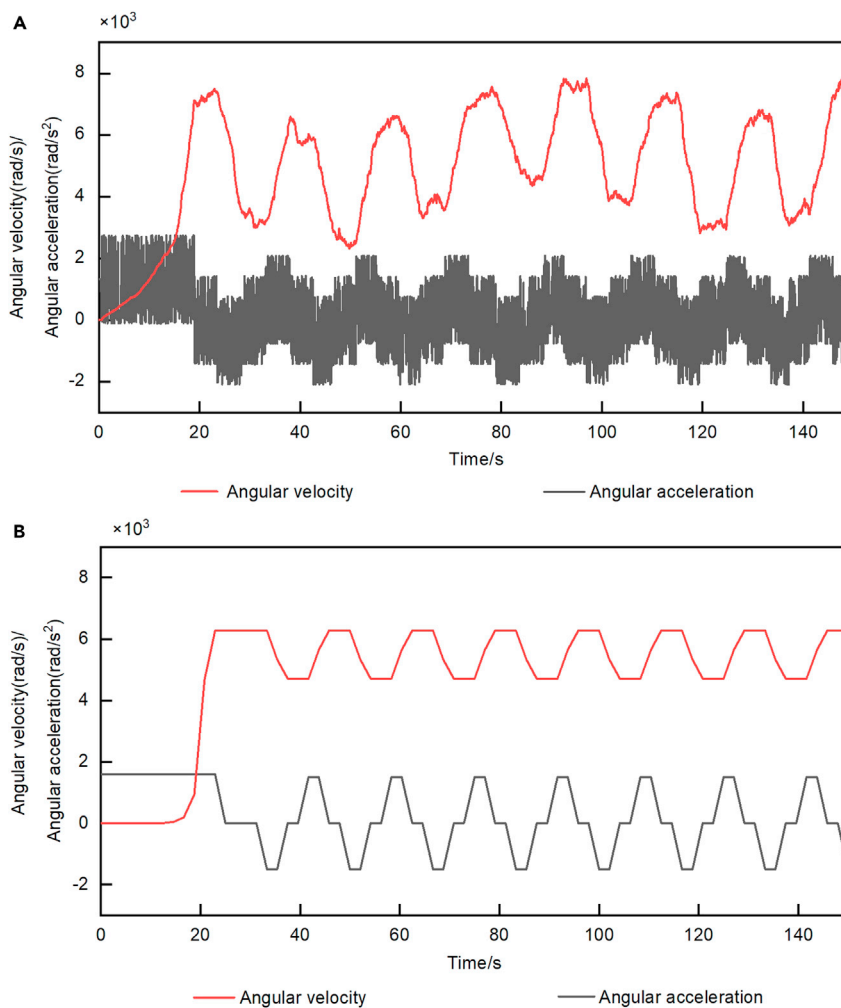 A
×10³
8
6
4
2
0
-2
Angular velocity(rad/s)/
Angular acceleration(rad/s²)
0 20 40 60 80 100 120 140
Time/s
Angular velocity Angular acceleration
B
×10³
8
6
4
2
0
-2
Angular velocity(rad/s)/
Angular acceleration(rad/s²)
0 20 40 60 80 100 120 140
Time/s
Angular velocity Angular acceleration